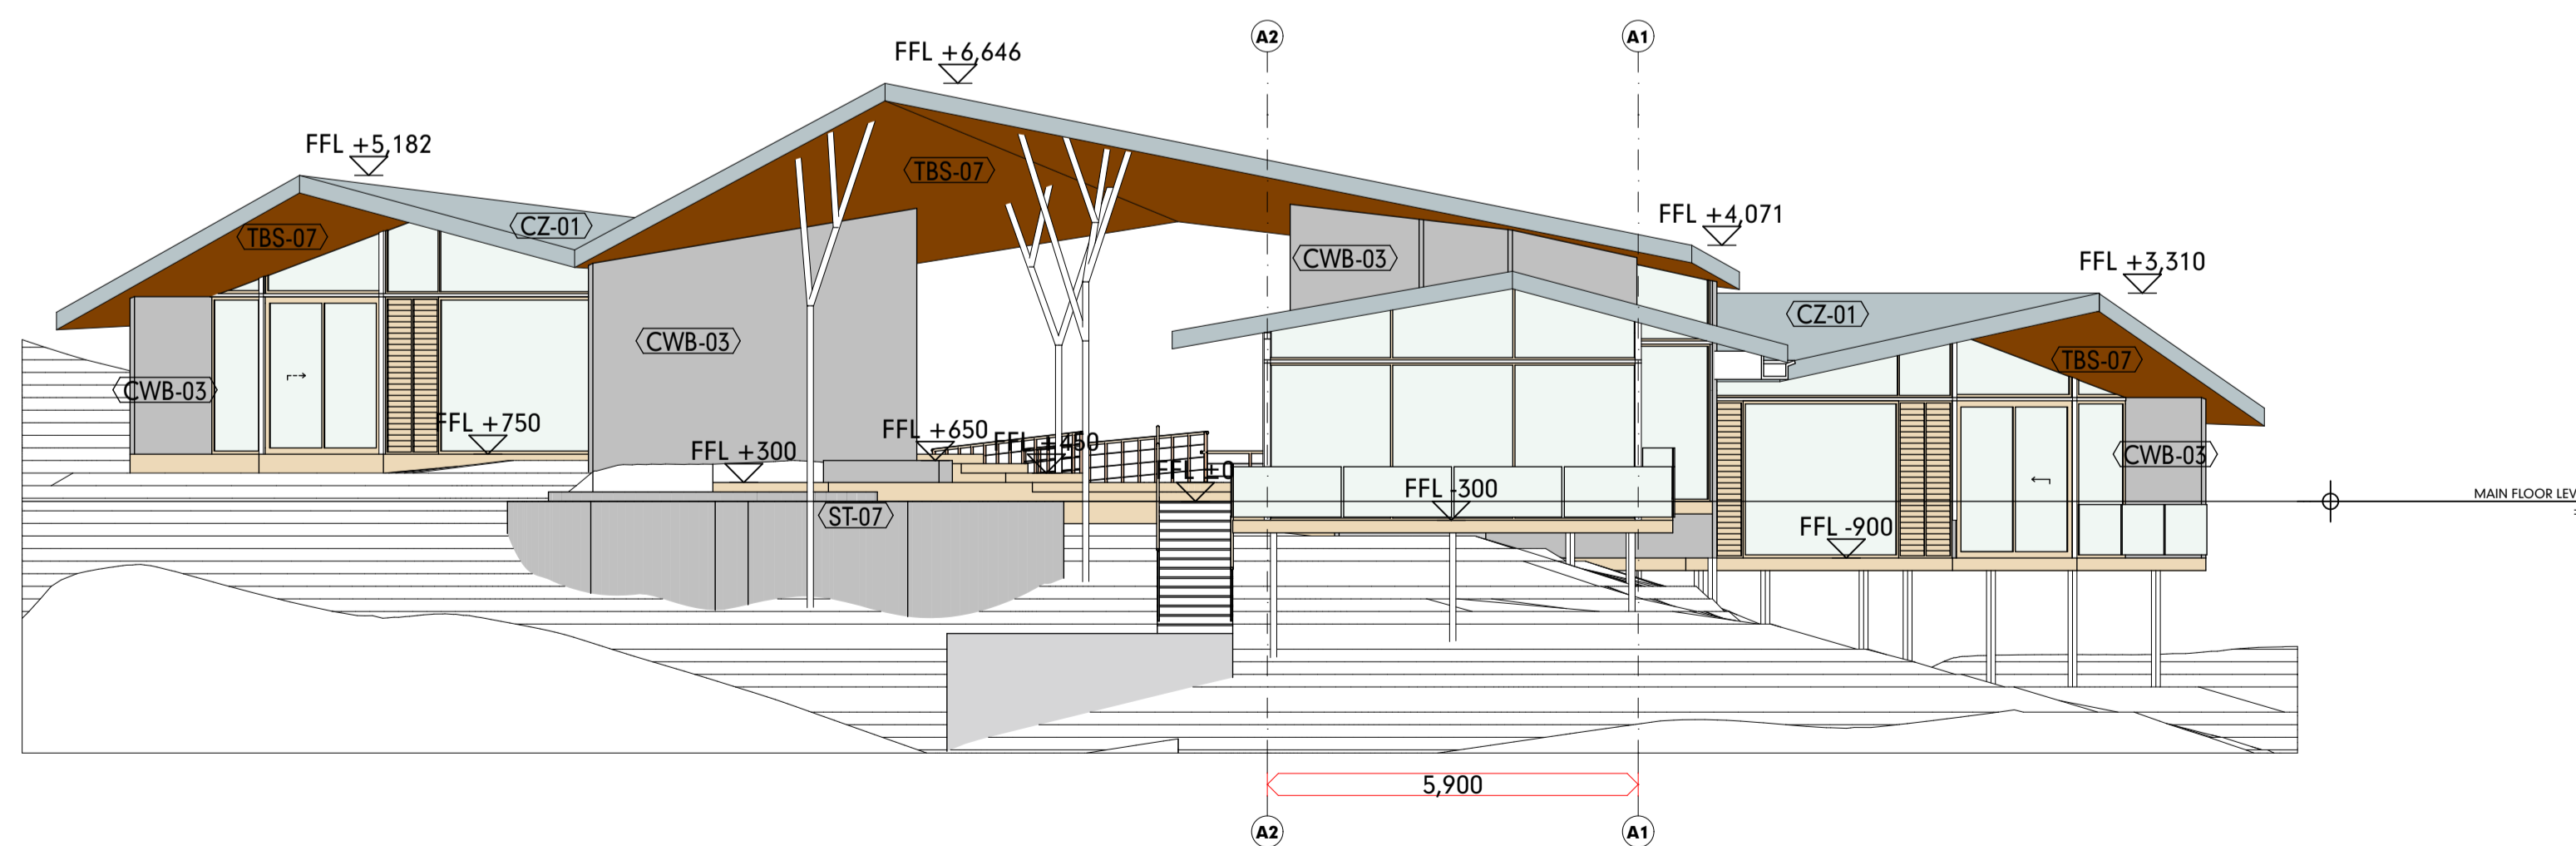 A2
A1
FFL +6,646
FFL +5,182
TBS-07
FFL +4,071
CZ-01
TBS-07
CWB-03
FFL +3,310
CZ-01
CWB-03
TBS-07
CWB-03
FFL +750
FFL +650
FFL +450
FFL +300
CWB-03
FFL ±0
FFL -300
MAIN FLOOR LEV
ST-07
FFL -900
5,900
A2
A1